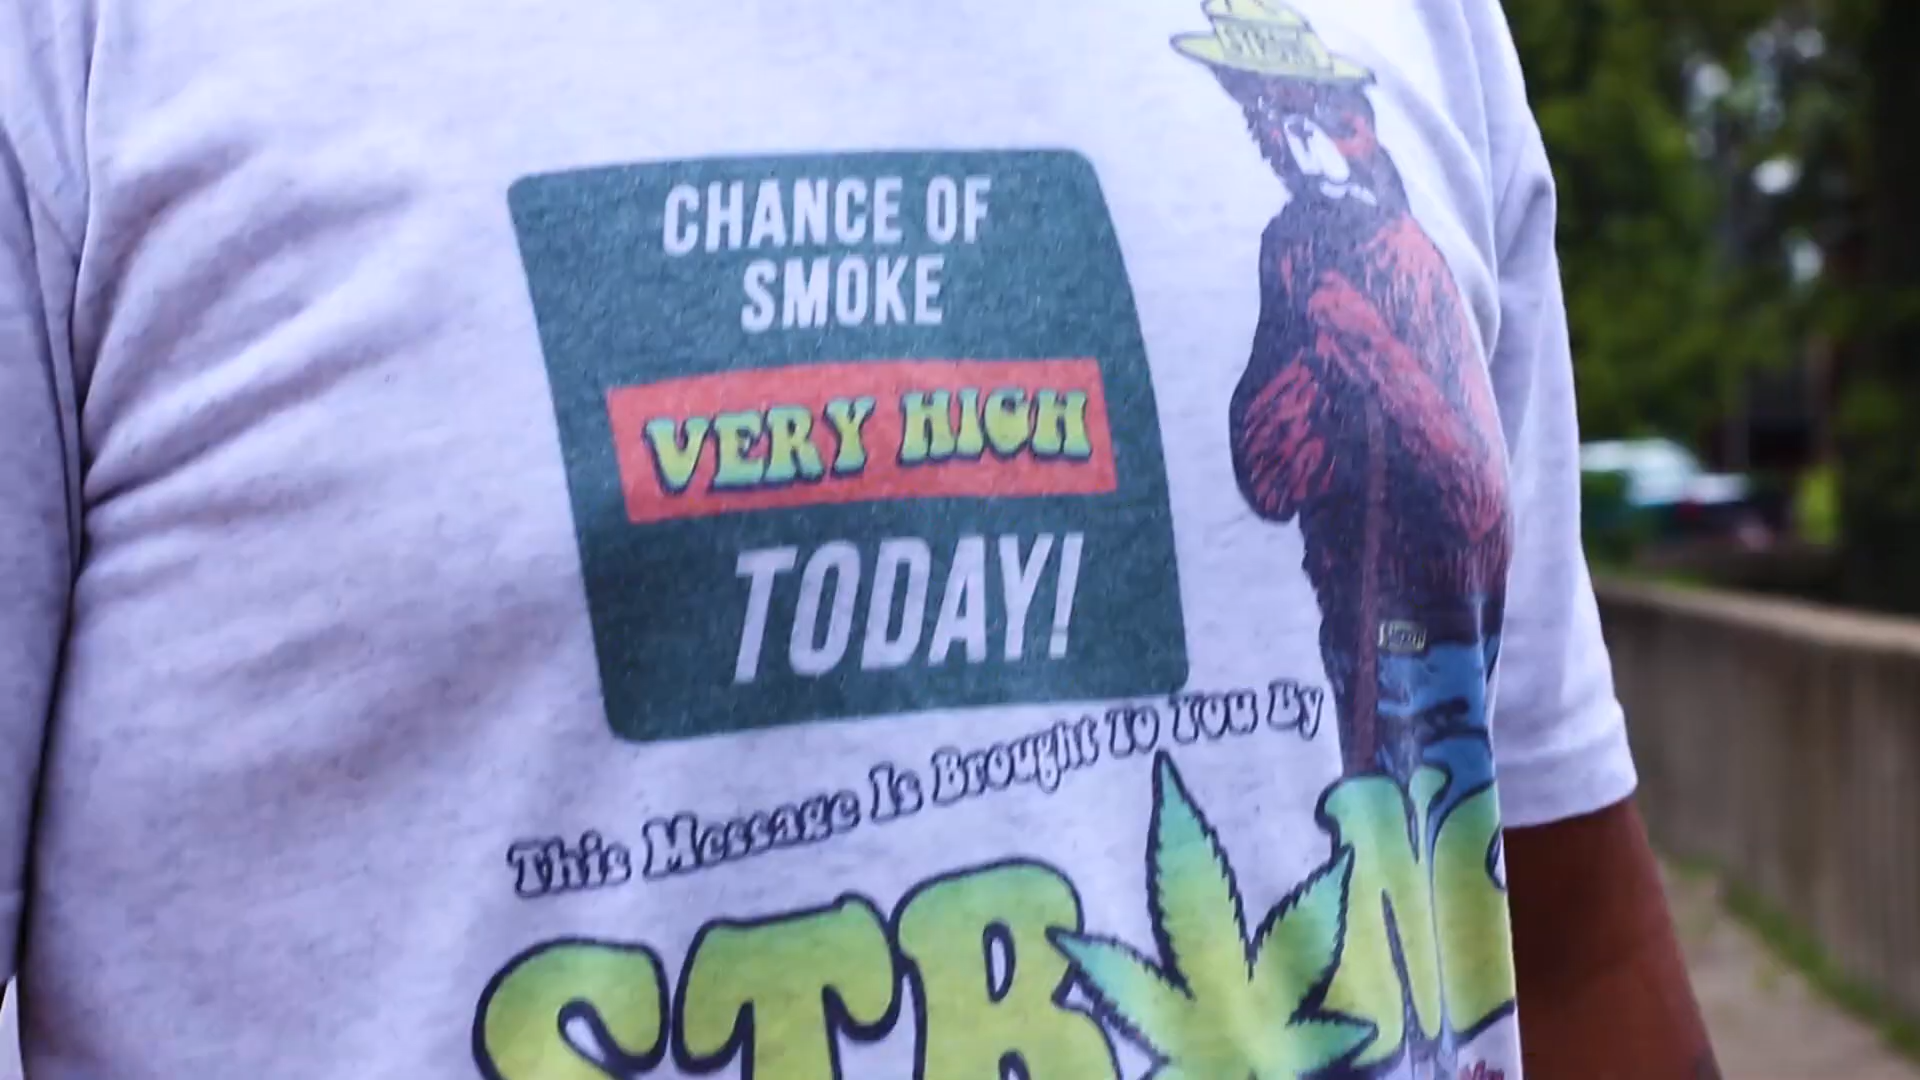 CHANCE OF
SMOKE
VERY HIGH
TODAY!
This Message Is Brought To You By